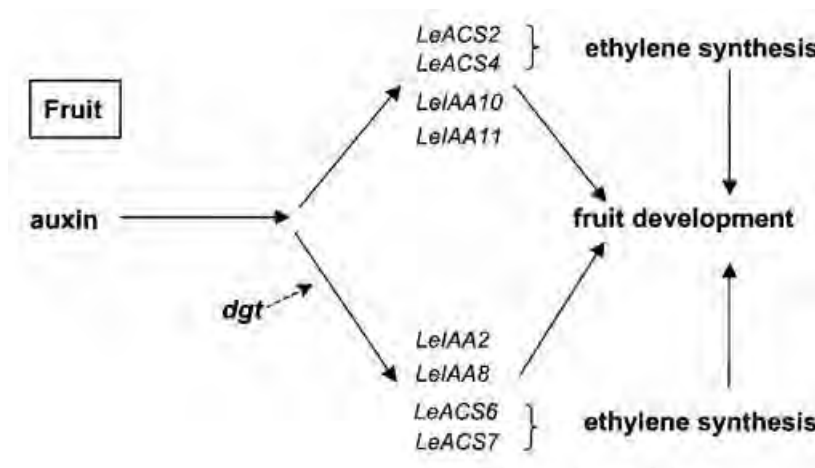 LeACS2
LeACS4
ethylene synthesis
Fruit
LeIAA10
LeIAA11
auxin
fruit development
dgt
LeIAA2
LeIAA8
LeACS6
LeACS7
ethylene synthesis